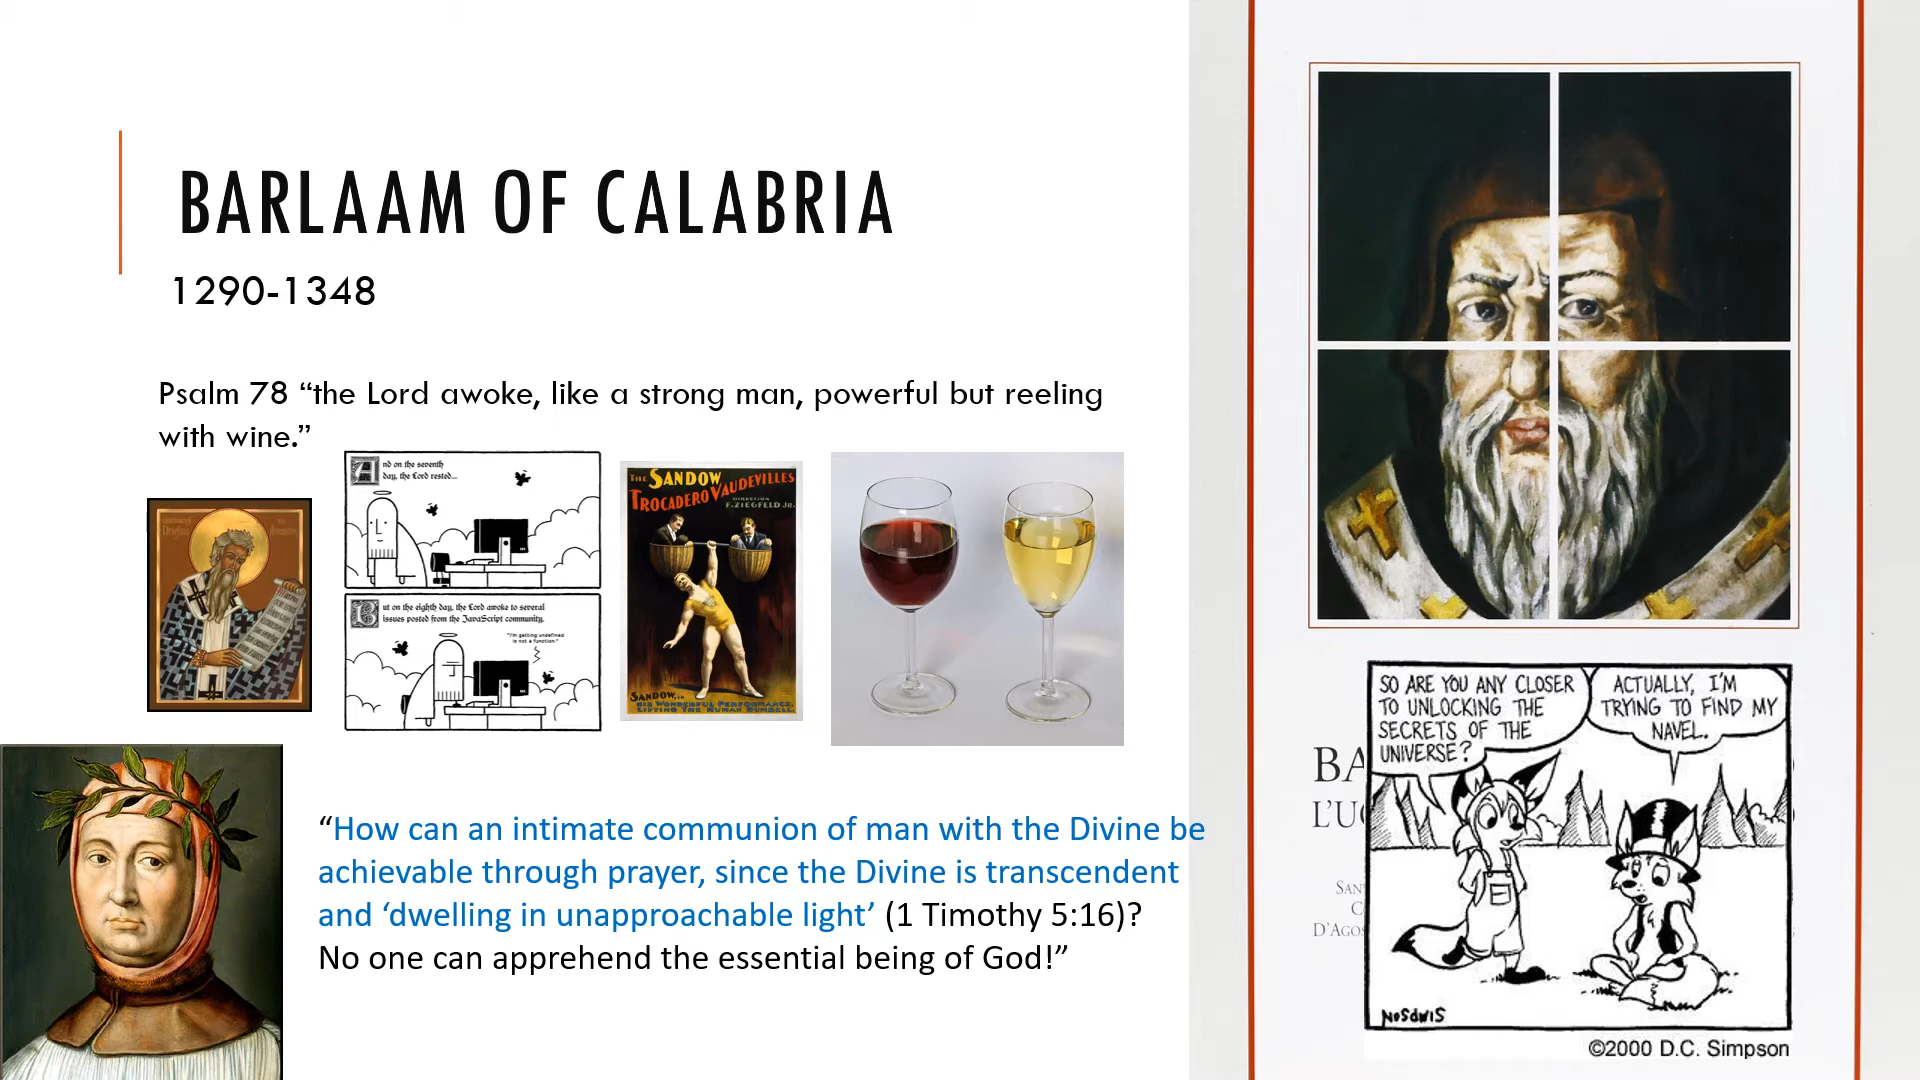 BARLAAM OF CALABRIA
1290-1348
Psalm 78 “the Lord awoke, like a strong man, powerful but reeling
with wine.”
And on the seventh
day, the Lord rested...
But on the eighth day, the Lord awoke to several
issues posted from the JavaScript community.
"I'm getting undefined
is not a function."
THE SANDOW
TROCADERO VAUDEVILLES
DIRECTION
F. ZIEGFELD JR.
SANDOW, IN
HIS WONDERFUL PERFORMANCE,
LIFTING THE HUMAN DUMBELL.
“How can an intimate communion of man with the Divine be
achievable through prayer, since the Divine is transcendent
and ‘dwelling in unapproachable light’ (1 Timothy 5:16)?
No one can apprehend the essential being of God!”
SO ARE YOU ANY CLOSER
TO UNLOCKING THE
SECRETS OF THE
UNIVERSE?
ACTUALLY, I'M
TRYING TO FIND MY
NAVEL.
BA
L'UO
SAN
C
D'AGOS
©2000 D.C. Simpson